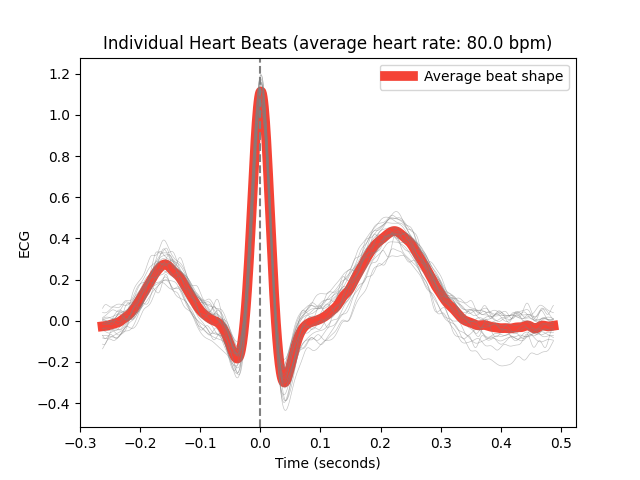 Individual Heart Beats (average heart rate: 80.0 bpm)
Average beat shape
ECG
1.2
1.0
0.8
0.6
0.4
0.2
0.0
−0.2
−0.4
−0.3 −0.2 −0.1 0.0 0.1 0.2 0.3 0.4 0.5
Time (seconds)